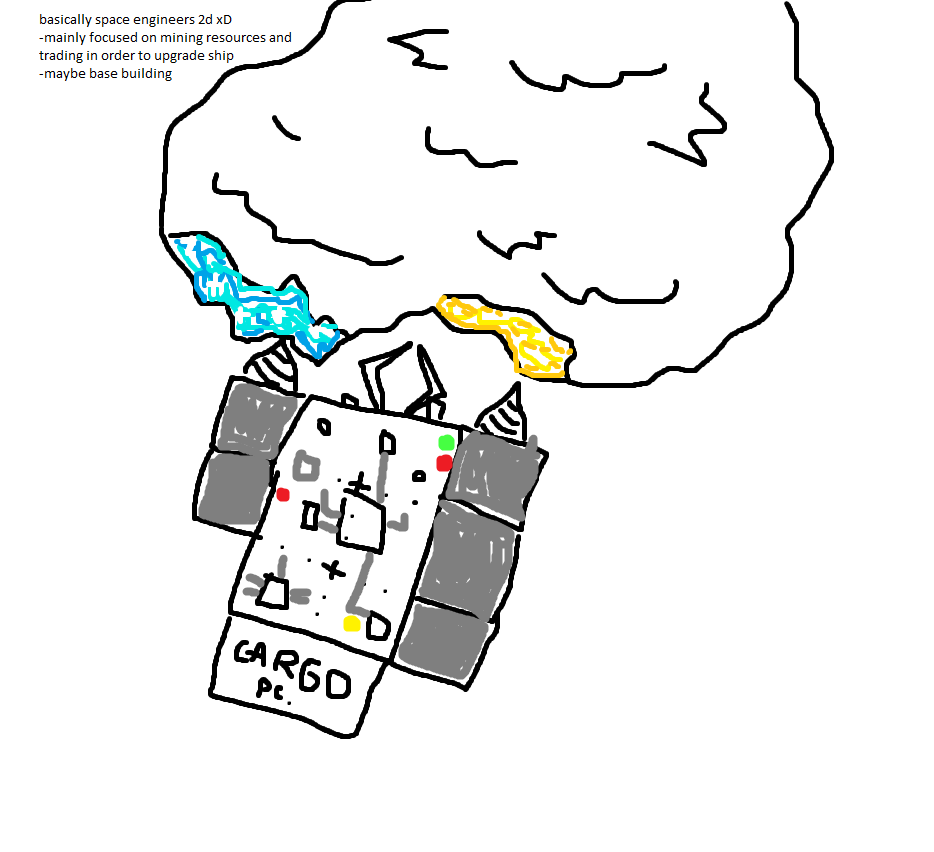 basically space engineers 2d xD
-mainly focused on mining resources and
trading in order to upgrade ship
-maybe base building
CARGO
PC.